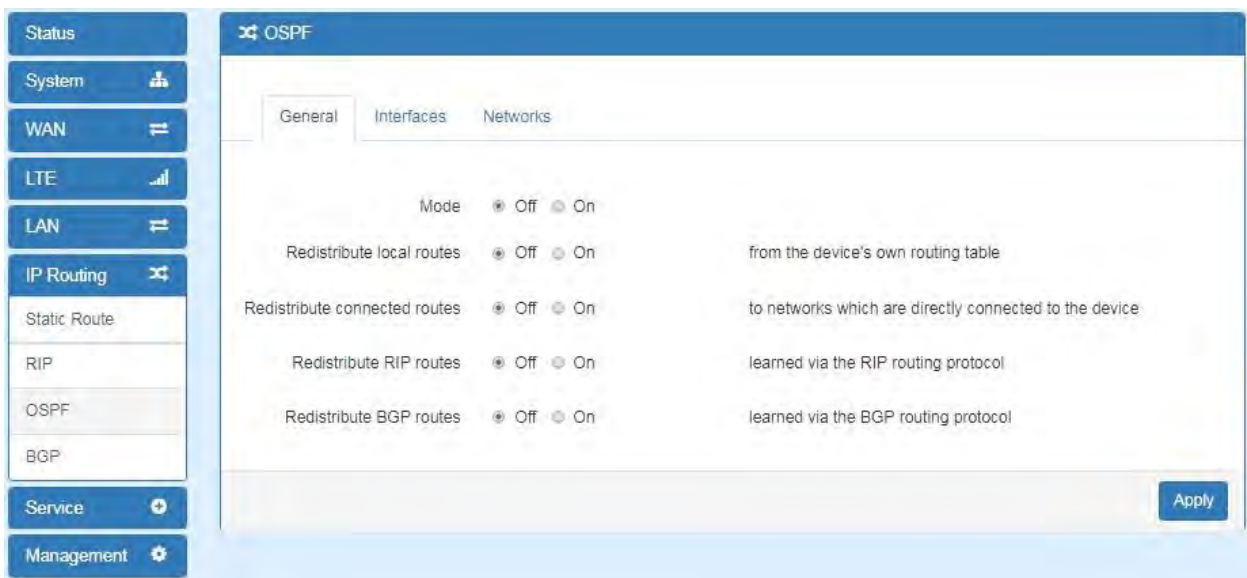 Status
System
WAN
LTE
LAN
IP Routing
Static Route
RIP
OSPF
BGP
Service
Management
OSPF
General Interfaces Networks
Mode Off On
Redistribute local routes Off On from the device's own routing table
Redistribute connected routes Off On to networks which are directly connected to the device
Redistribute RIP routes Off On learned via the RIP routing protocol
Redistribute BGP routes Off On learned via the BGP routing protocol
Apply